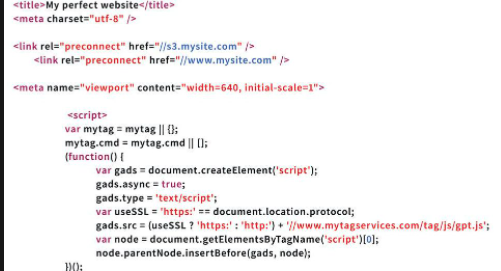 <title>My perfect website</title>
<meta charset="utf-8" />
<link rel="preconnect" href="//s3.mysite.com" />
<link rel="preconnect" href="//www.mysite.com" />
<meta name="viewport" content="width=640, initial-scale=1">
<script>
var mytag = mytag || {};
mytag.cmd = mytag.cmd || [];
(function() {
var gads = document.createElement('script');
gads.async = true;
gads.type = 'text/script';
var useSSL = 'https:' == document.location.protocol;
gads.src = (useSSL ? 'https:' : 'http:') + '//www.mytagservices.com/tag/js/gpt.js';
var node = document.getElementsByTagName('script')[0];
node.parentNode.insertBefore(gads, node);
})();